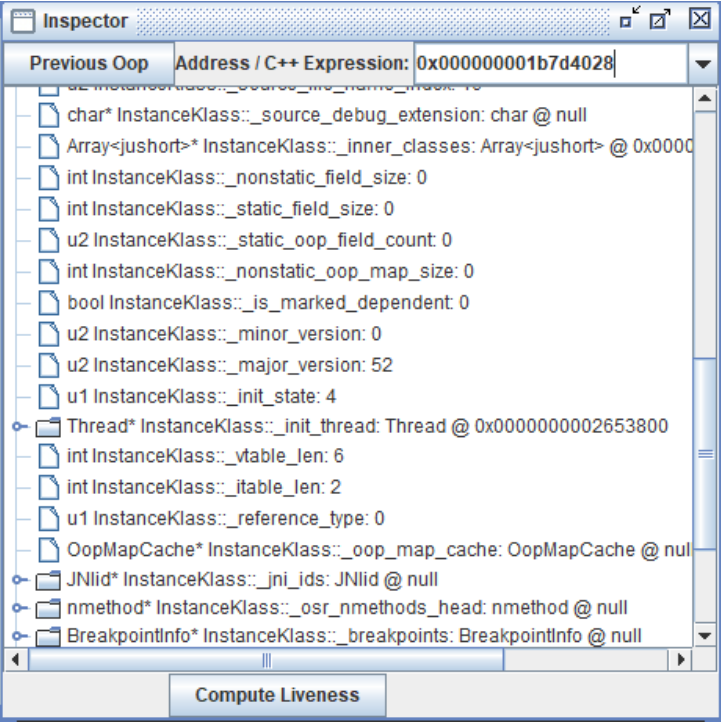 Inspector
Previous Oop Address / C++ Expression: 0x000000001b7d4028
char* InstanceKlass::_source_debug_extension: char @ null
Array<jushort>* InstanceKlass::_inner_classes: Array<jushort> @ 0x0000
int InstanceKlass::_nonstatic_field_size: 0
int InstanceKlass::_static_field_size: 0
u2 InstanceKlass::_static_oop_field_count: 0
int InstanceKlass::_nonstatic_oop_map_size: 0
bool InstanceKlass::_is_marked_dependent: 0
u2 InstanceKlass::_minor_version: 0
u2 InstanceKlass::_major_version: 52
u1 InstanceKlass::_init_state: 4
Thread* InstanceKlass::_init_thread: Thread @ 0x0000000002653800
int InstanceKlass::_vtable_len: 6
int InstanceKlass::_itable_len: 2
u1 InstanceKlass::_reference_type: 0
OopMapCache* InstanceKlass::_oop_map_cache: OopMapCache @ nul
JNIid* InstanceKlass::_jni_ids: JNIid @ null
nmethod* InstanceKlass::_osr_nmethods_head: nmethod @ null
BreakpointInfo* InstanceKlass::_breakpoints: BreakpointInfo @ null
Compute Liveness